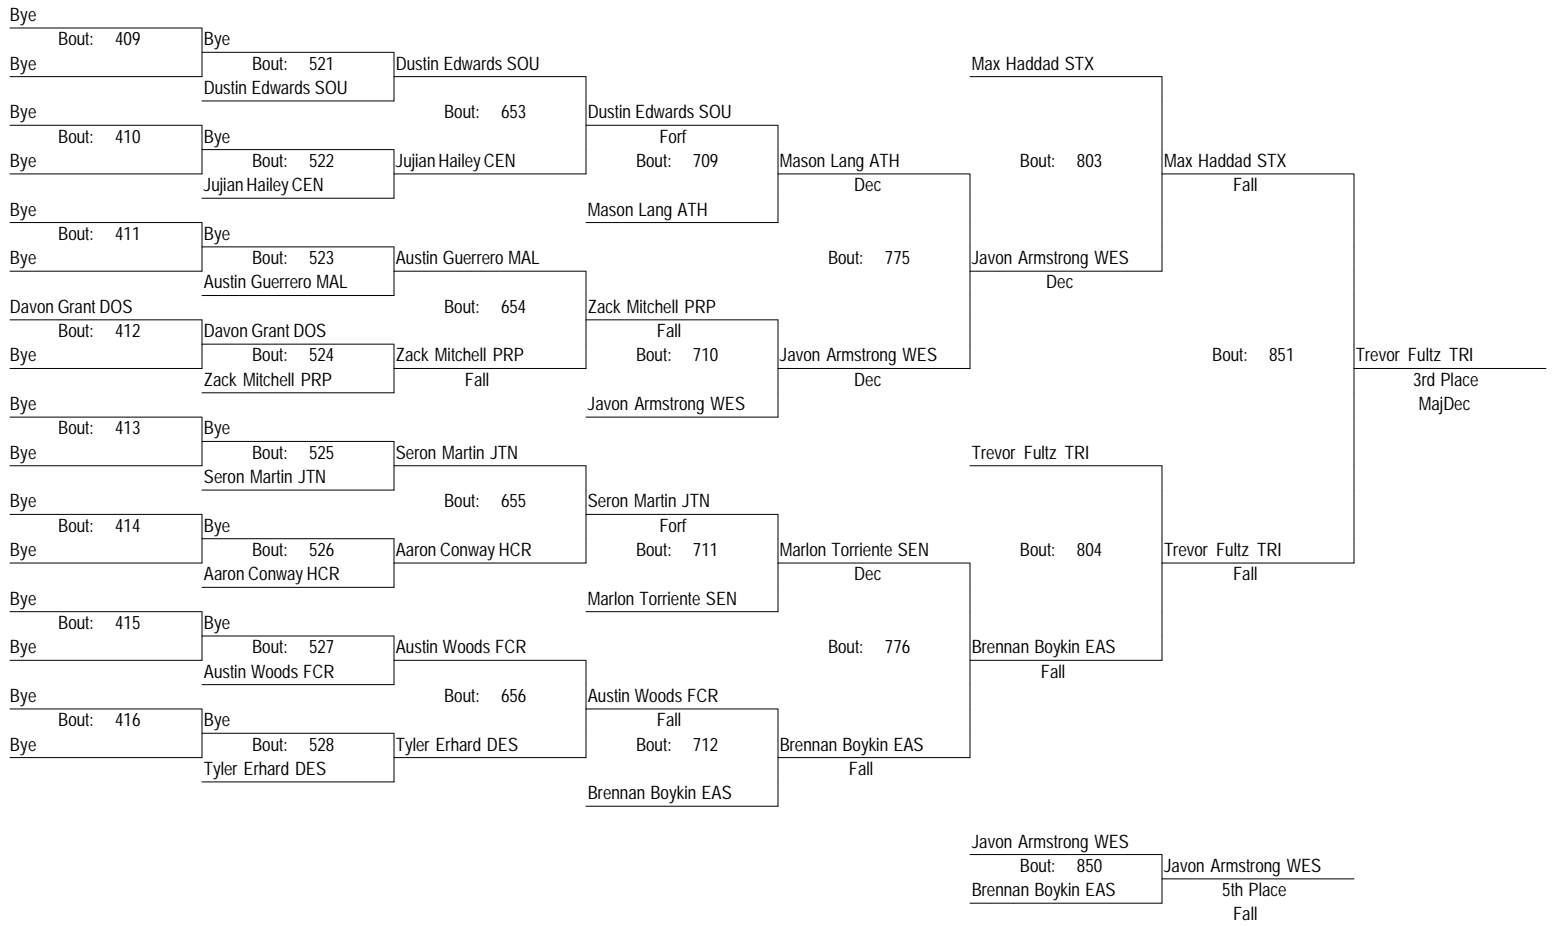 Bye
Bout: 409
Bye
Bye
Bout: 521
Dustin Edwards SOU
Dustin Edwards SOU
Bout: 653
Bye
Bout: 410
Bye
Bye
Bout: 522
Jujian Hailey CEN
Jujian Hailey CEN
Dustin Edwards SOU
Forf
Bout: 709
Mason Lang ATH
Mason Lang ATH
Dec
Bye
Bout: 411
Bye
Bye
Bout: 523
Austin Guerrero MAL
Austin Guerrero MAL
Bout: 654
Davon Grant DOS
Bout: 412
Bye
Davon Grant DOS
Bout: 524
Zack Mitchell PRP
Zack Mitchell PRP
Fall
Zack Mitchell PRP
Fall
Bout: 710
Javon Armstrong WES
Javon Armstrong WES
Dec
Bout: 775
Max Haddad STX
Bout: 803
Javon Armstrong WES
Dec
Max Haddad STX
Fall
Bye
Bout: 413
Bye
Bye
Bout: 525
Seron Martin JTN
Seron Martin JTN
Bout: 655
Bye
Bout: 414
Bye
Bye
Bout: 526
Aaron Conway HCR
Aaron Conway HCR
Seron Martin JTN
Forf
Bout: 711
Marlon Torriente SEN
Marlon Torriente SEN
Dec
Bye
Bout: 415
Bye
Bye
Bout: 527
Austin Woods FCR
Austin Woods FCR
Bout: 656
Bye
Bout: 416
Bye
Bye
Bout: 528
Tyler Erhard DES
Tyler Erhard DES
Austin Woods FCR
Fall
Bout: 712
Brennan Boykin EAS
Brennan Boykin EAS
Fall
Bout: 776
Trevor Fultz TRI
Bout: 804
Brennan Boykin EAS
Fall
Trevor Fultz TRI
Fall
Bout: 851
Trevor Fultz TRI
3rd Place
MajDec
Javon Armstrong WES
Bout: 850
Brennan Boykin EAS
Javon Armstrong WES
5th Place
Fall